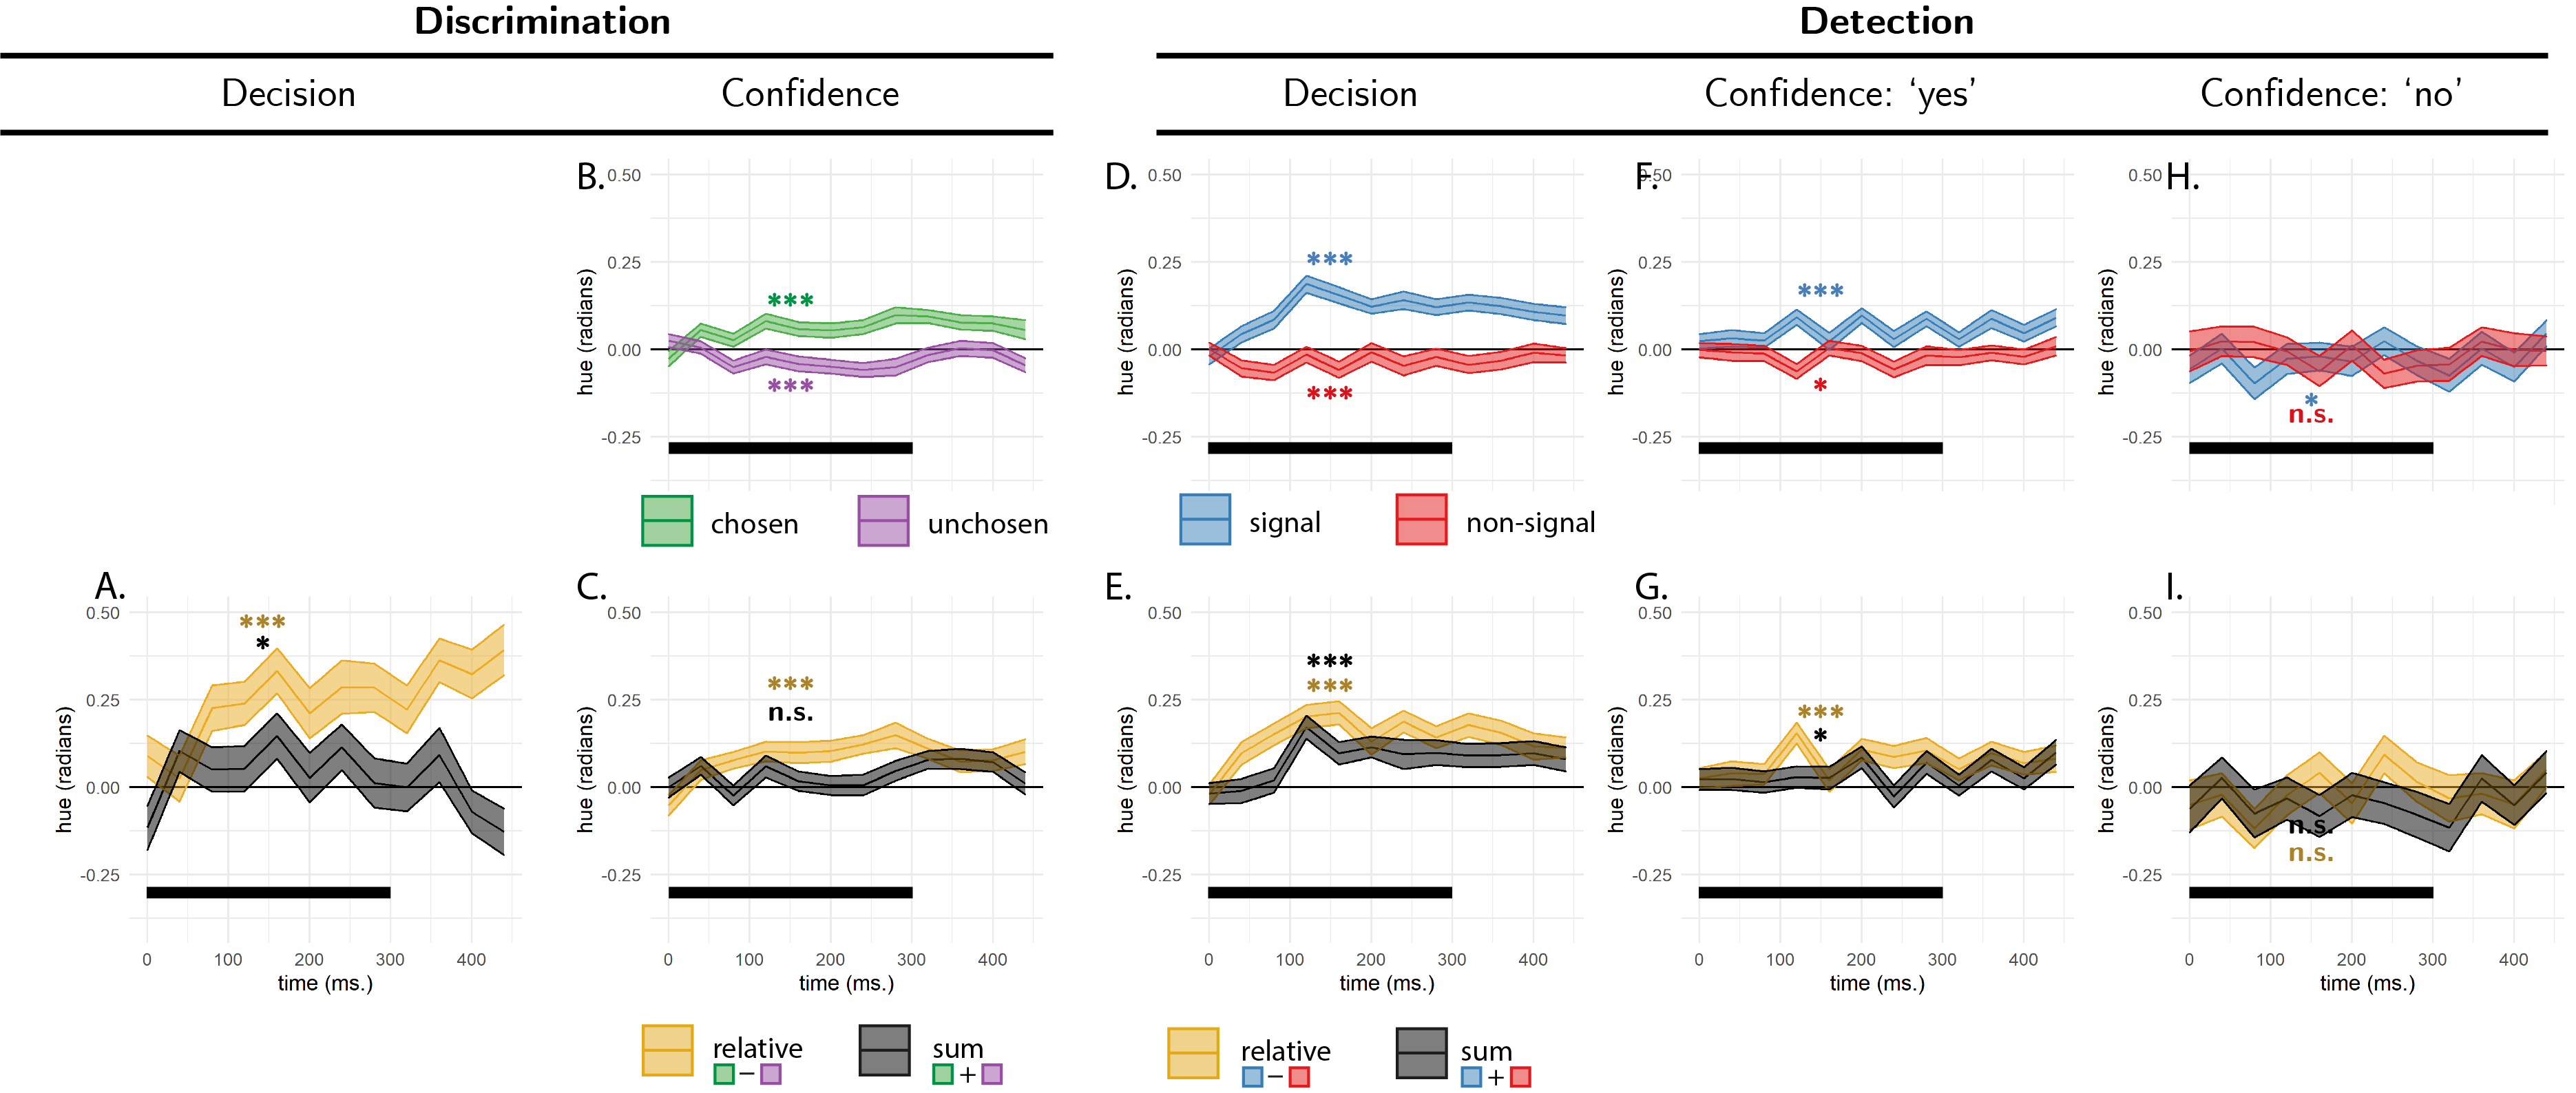 Discrimination
Detection
Decision
Confidence
Decision
Confidence: ‘yes’
Confidence: ‘no’
B.
0.50
0.25
0.00
-0.25
hue (radians)
***
***
chosen
unchosen
D.
0.50
0.25
0.00
-0.25
hue (radians)
***
***
signal
non-signal
F.
0.50
0.25
0.00
-0.25
hue (radians)
***
*
H.
0.50
0.25
0.00
-0.25
hue (radians)
*
n.s.
A.
0.50
0.25
0.00
-0.25
hue (radians)
***
*
0 100 200 300 400
time (ms.)
C.
0.50
0.25
0.00
-0.25
hue (radians)
***
n.s.
0 100 200 300 400
time (ms.)
relative
−
sum
+
E.
0.50
0.25
0.00
-0.25
hue (radians)
***
***
0 100 200 300 400
time (ms.)
relative
−
sum
+
G.
0.50
0.25
0.00
-0.25
hue (radians)
***
*
0 100 200 300 400
time (ms.)
I.
0.50
0.25
0.00
-0.25
hue (radians)
n.s.
n.s.
0 100 200 300 400
time (ms.)